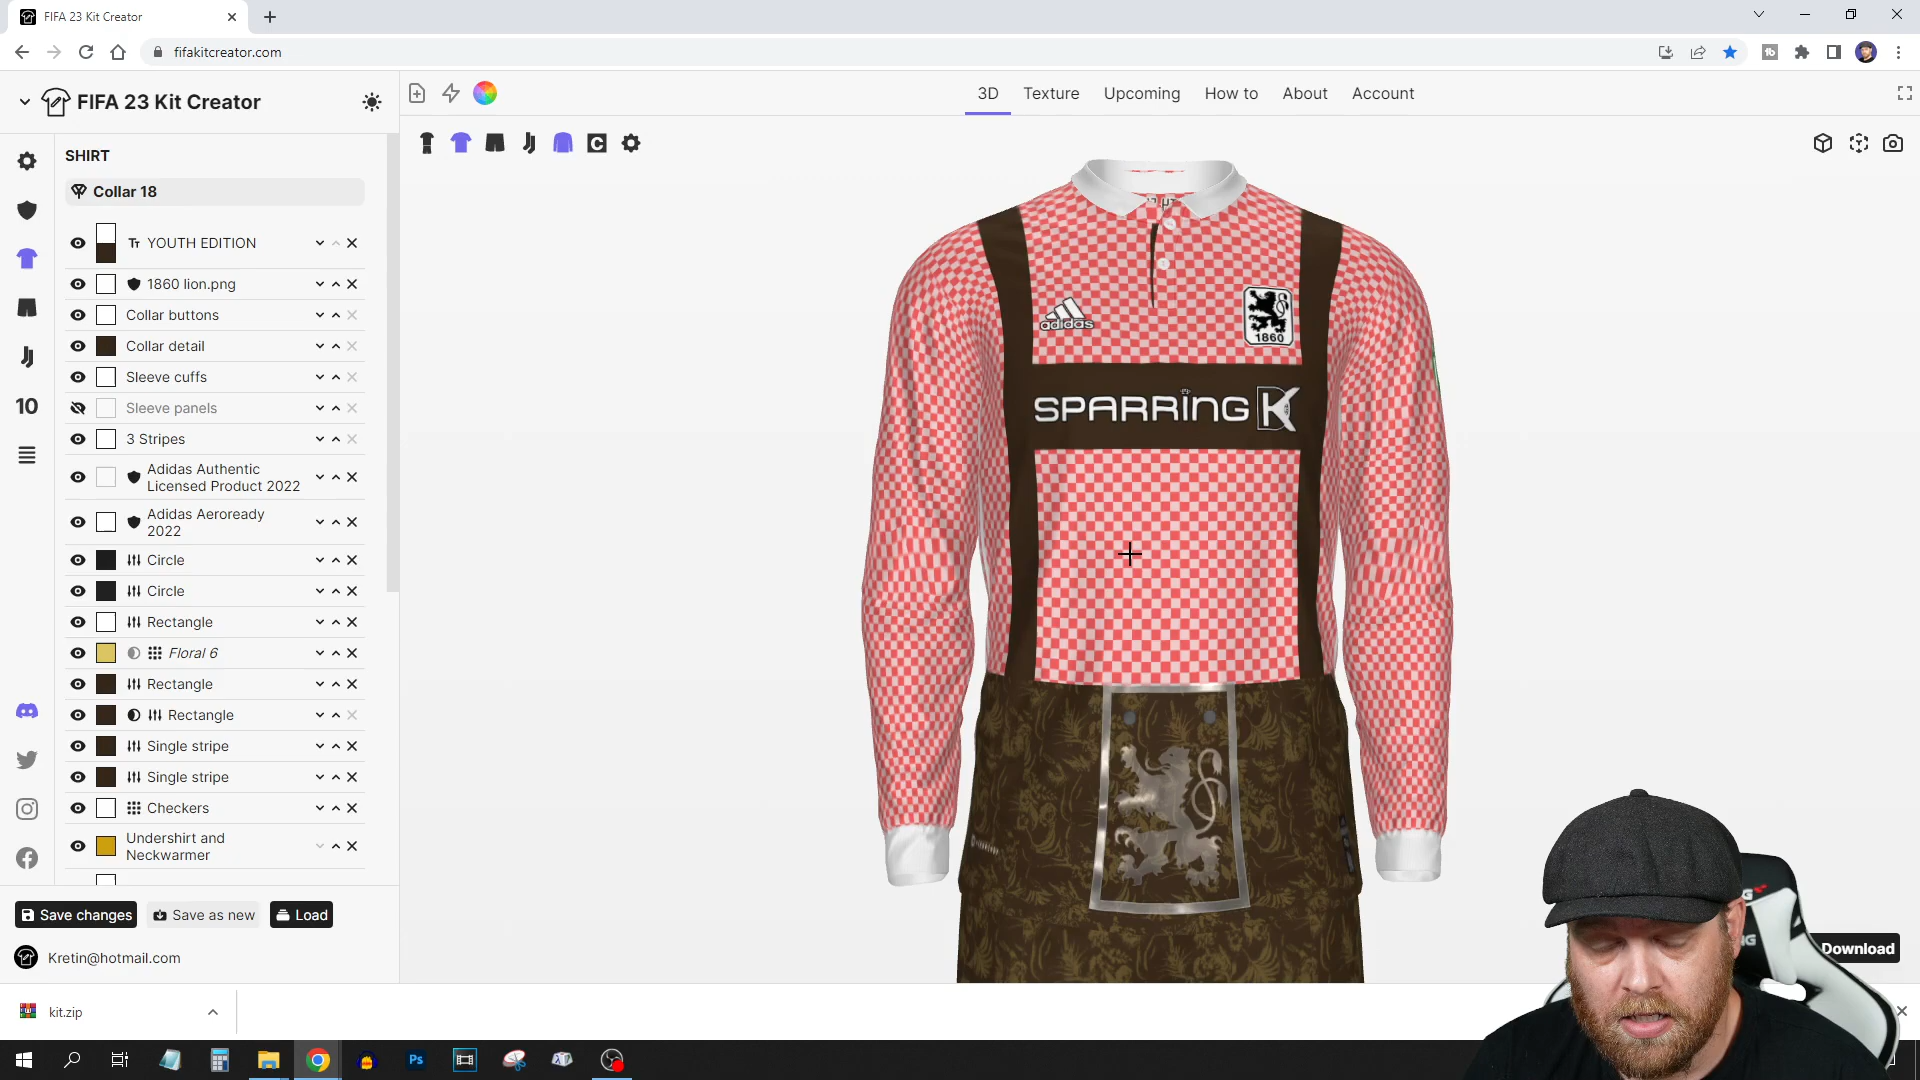 FIFA 23 Kit Creator
fifakitcreator.com
FIFA 23 Kit Creator
3D
Texture
Upcoming
How to
About
Account
SHIRT
Collar 18
YOUTH EDITION
1860 lion.png
Collar buttons
Collar detail
Sleeve cuffs
Sleeve panels
3 Stripes
Adidas Authentic
Licensed Product 2022
Adidas Aeroready
2022
Circle
Circle
Rectangle
Floral 6
Rectangle
Rectangle
Single stripe
Single stripe
Checkers
Undershirt and
Neckwarmer
10
C
adidas
1860
SPARRiNG
Save changes
Save as new
Load
Download
Kretin@hotmail.com
kit.zip
Ps